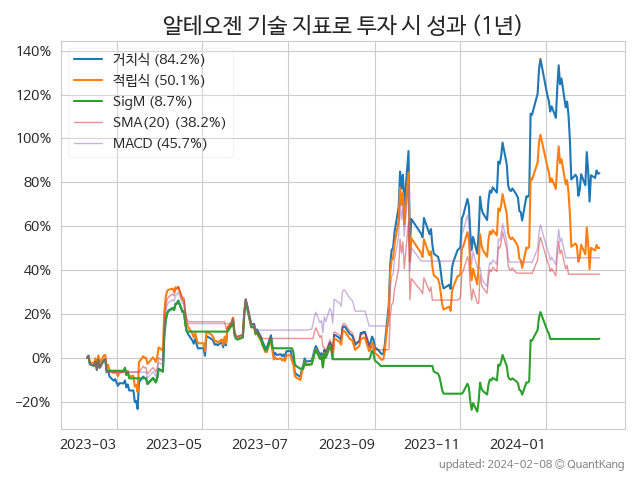 알테오젠 기술 지표로 투자 시 성과 (1년)
140%
120%
100%
80%
60%
40%
20%
0%
−20%
거치식 (84.2%)
적립식 (50.1%)
SigM (8.7%)
SMA(20) (38.2%)
MACD (45.7%)
2023-03 2023-05 2023-07 2023-09 2023-11 2024-01
updated: 2024-02-08 © QuantKang